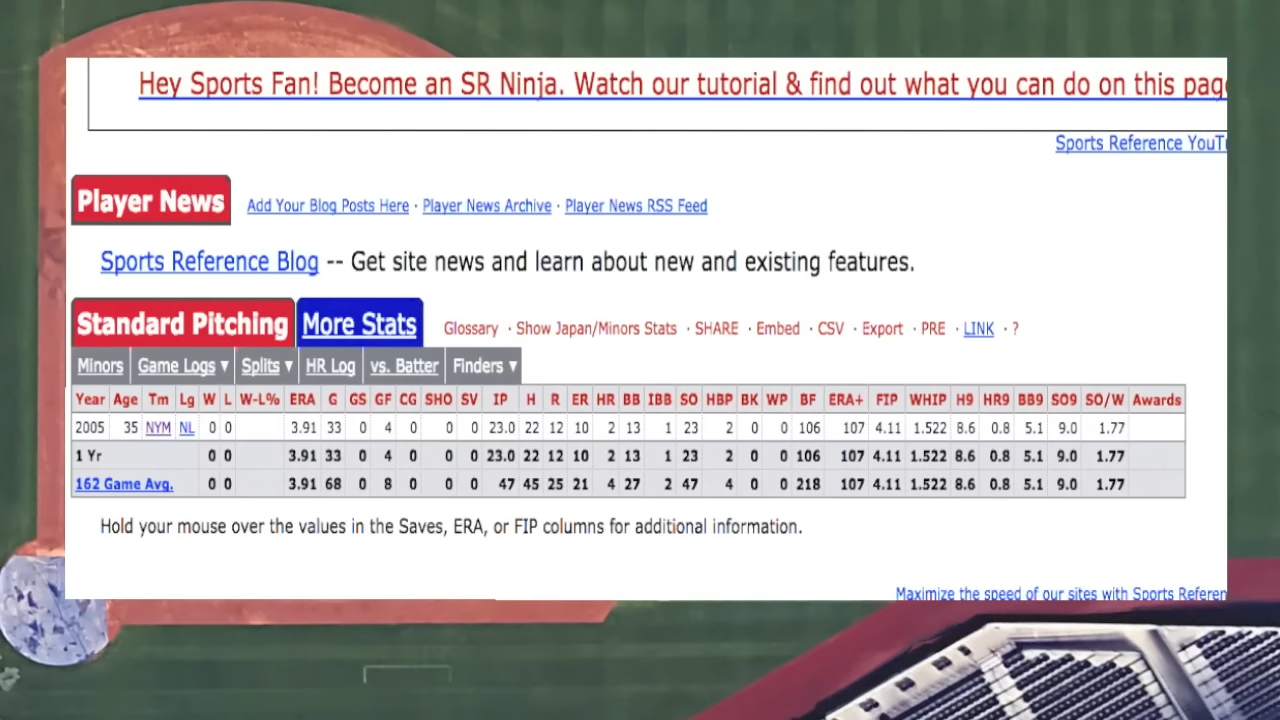 Hey Sports Fan! Become an SR Ninja. Watch our tutorial & find out what you can do on this page
Sports Reference YouT
Player News Add Your Blog Posts Here · Player News Archive · Player News RSS Feed
Sports Reference Blog -- Get site news and learn about new and existing features.
Standard Pitching More Stats Glossary · Show Japan/Minors Stats · SHARE · Embed · CSV · Export · PRE · LINK · ?
Minors Game Logs ▼ Splits ▼ HR Log vs. Batter Finders ▼
Year Age Tm Lg W L W-L% ERA G GS GF CG SHO SV IP H R ER HR BB IBB SO HBP BK WP BF ERA+ FIP WHIP H9 HR9 BB9 SO9 SO/W Awards
2005 35 NYM NL 0 0 3.91 33 0 4 0 0 0 23.0 22 12 10 2 13 1 23 2 0 0 106 107 4.11 1.522 8.6 0.8 5.1 9.0 1.77
1 Yr 0 0 3.91 33 0 4 0 0 0 23.0 22 12 10 2 13 1 23 2 0 0 106 107 4.11 1.522 8.6 0.8 5.1 9.0 1.77
162 Game Avg. 0 0 3.91 68 0 8 0 0 0 47 45 25 21 4 27 2 47 4 0 0 218 107 4.11 1.522 8.6 0.8 5.1 9.0 1.77
Hold your mouse over the values in the Saves, ERA, or FIP columns for additional information.
Maximize the speed of our sites with Sports Referen